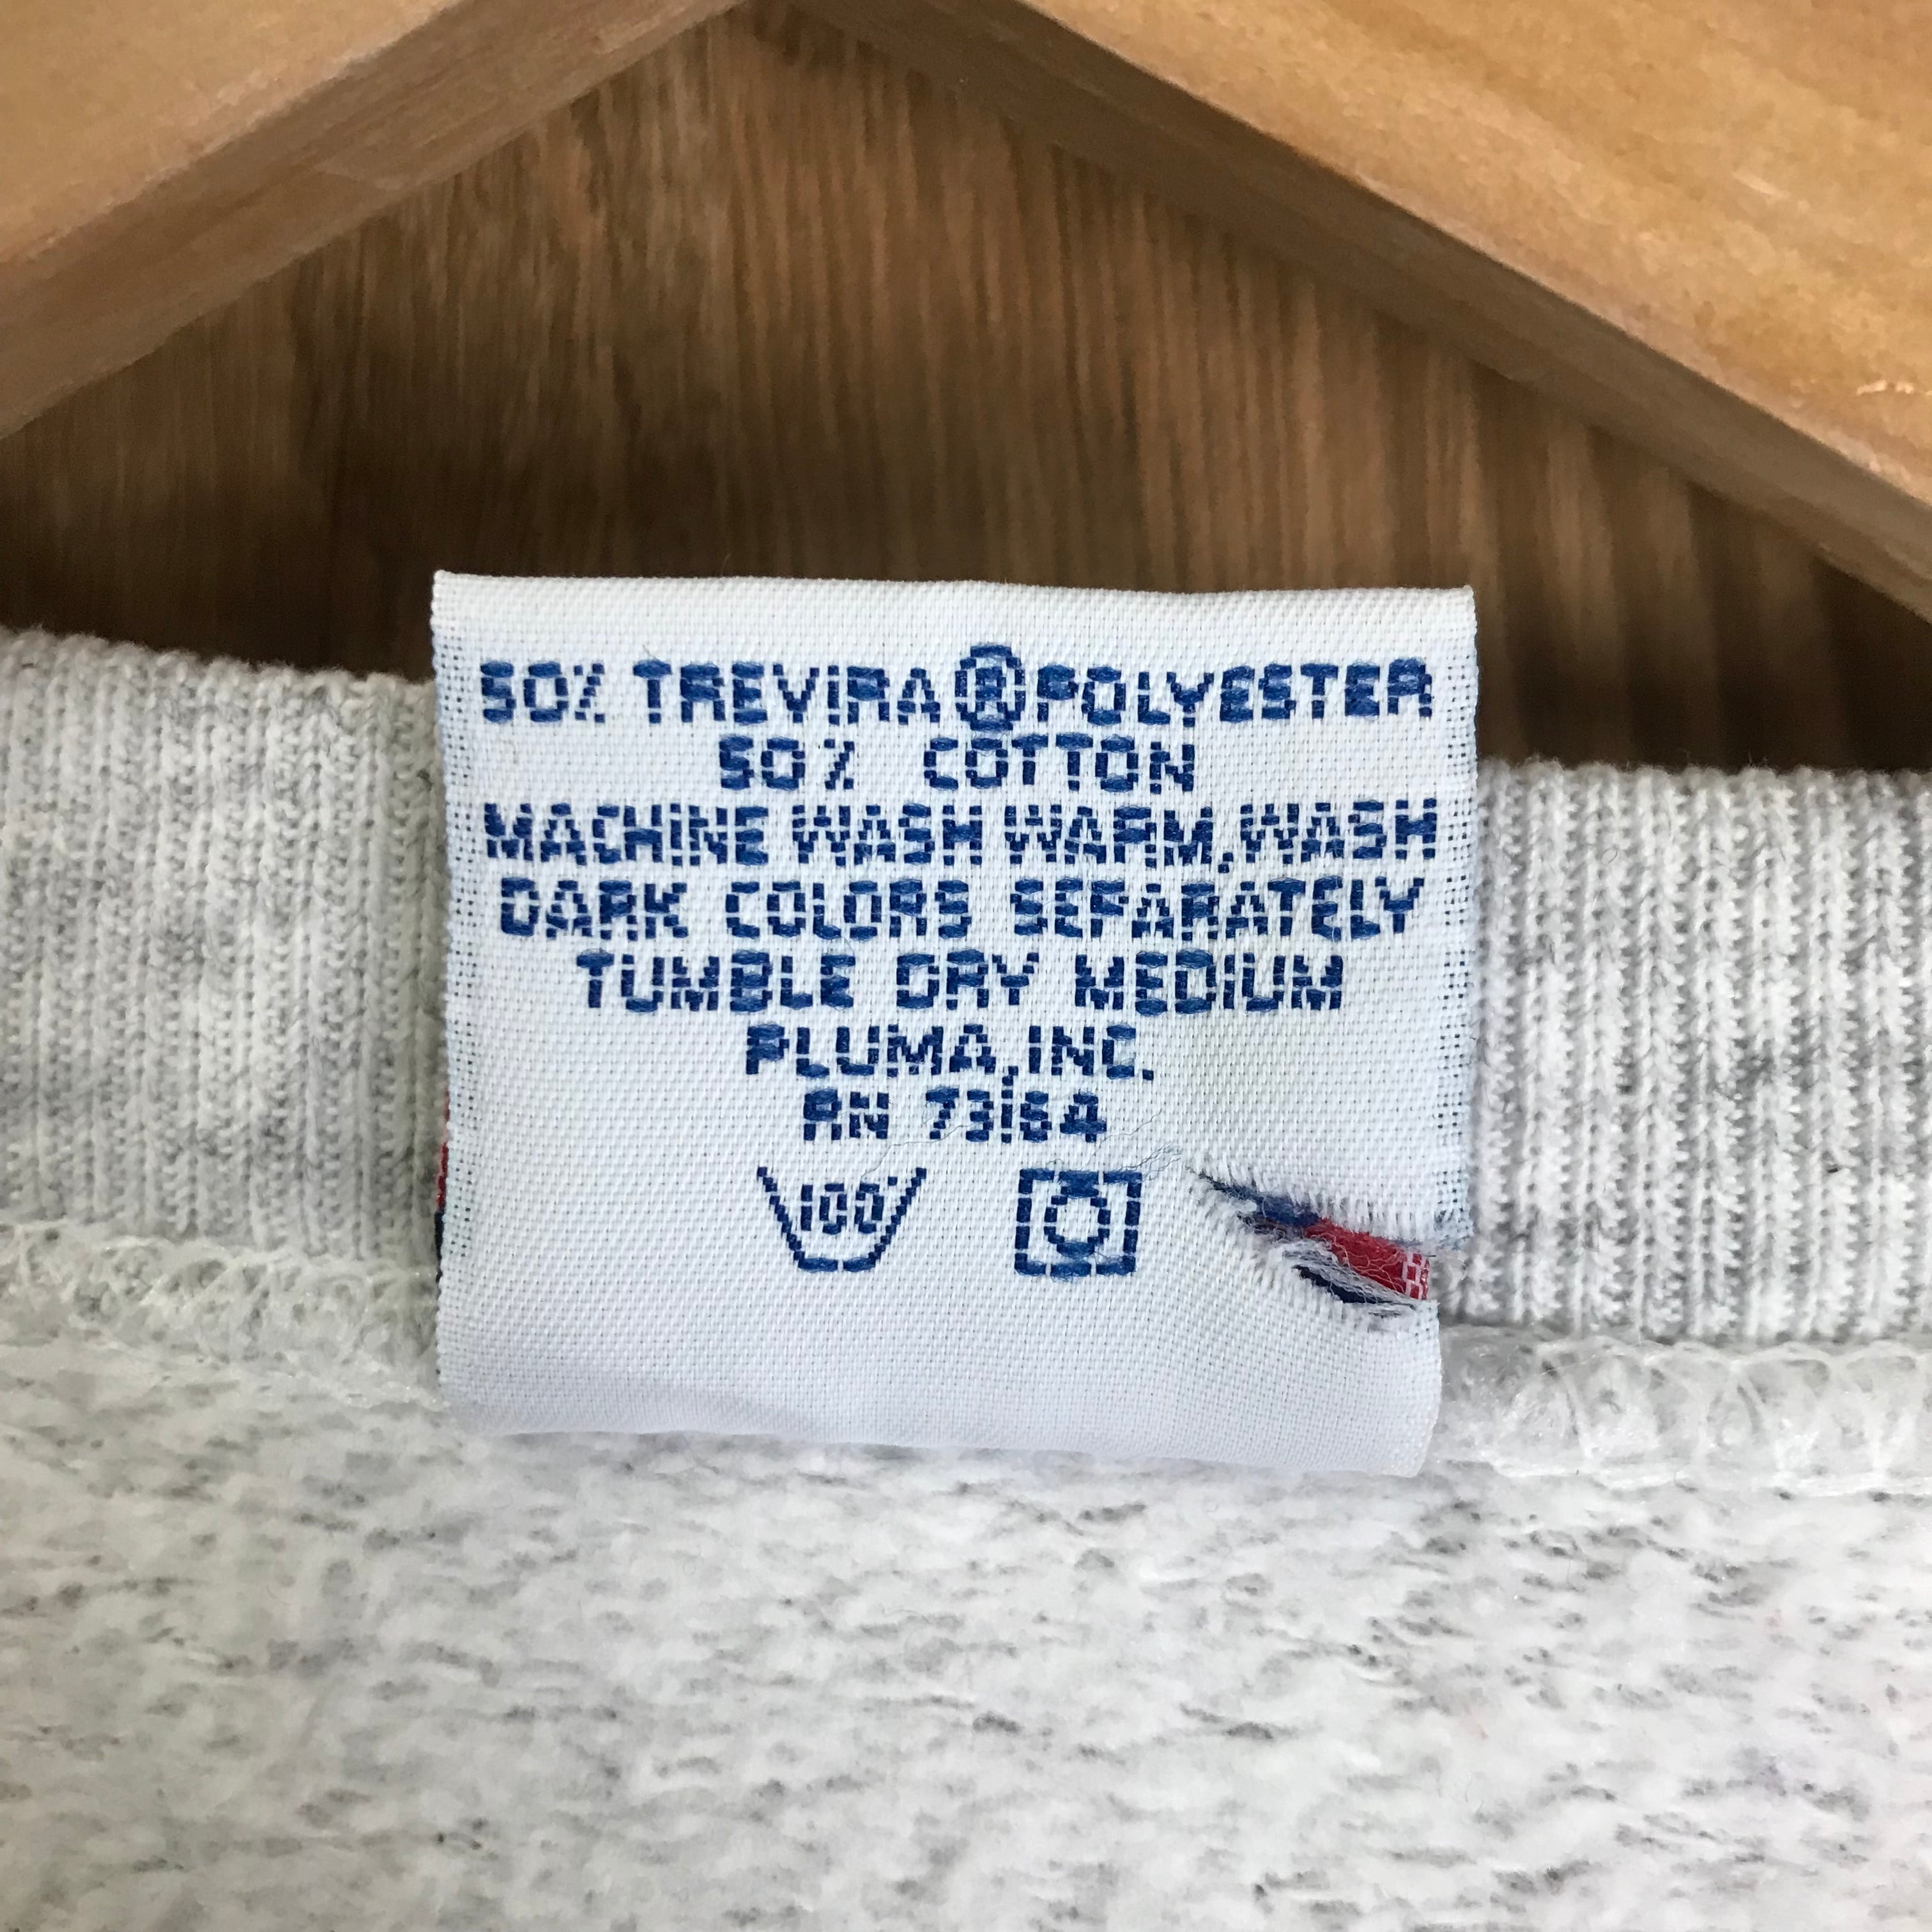 50% TREVIRA®POLYESTER
50% COTTON
MACHINE WASH WARM,WASH
DARK COLORS SEPARATELY
TUMBLE DRY MEDIUM
PLUMA,INC.
RN 73164
100°